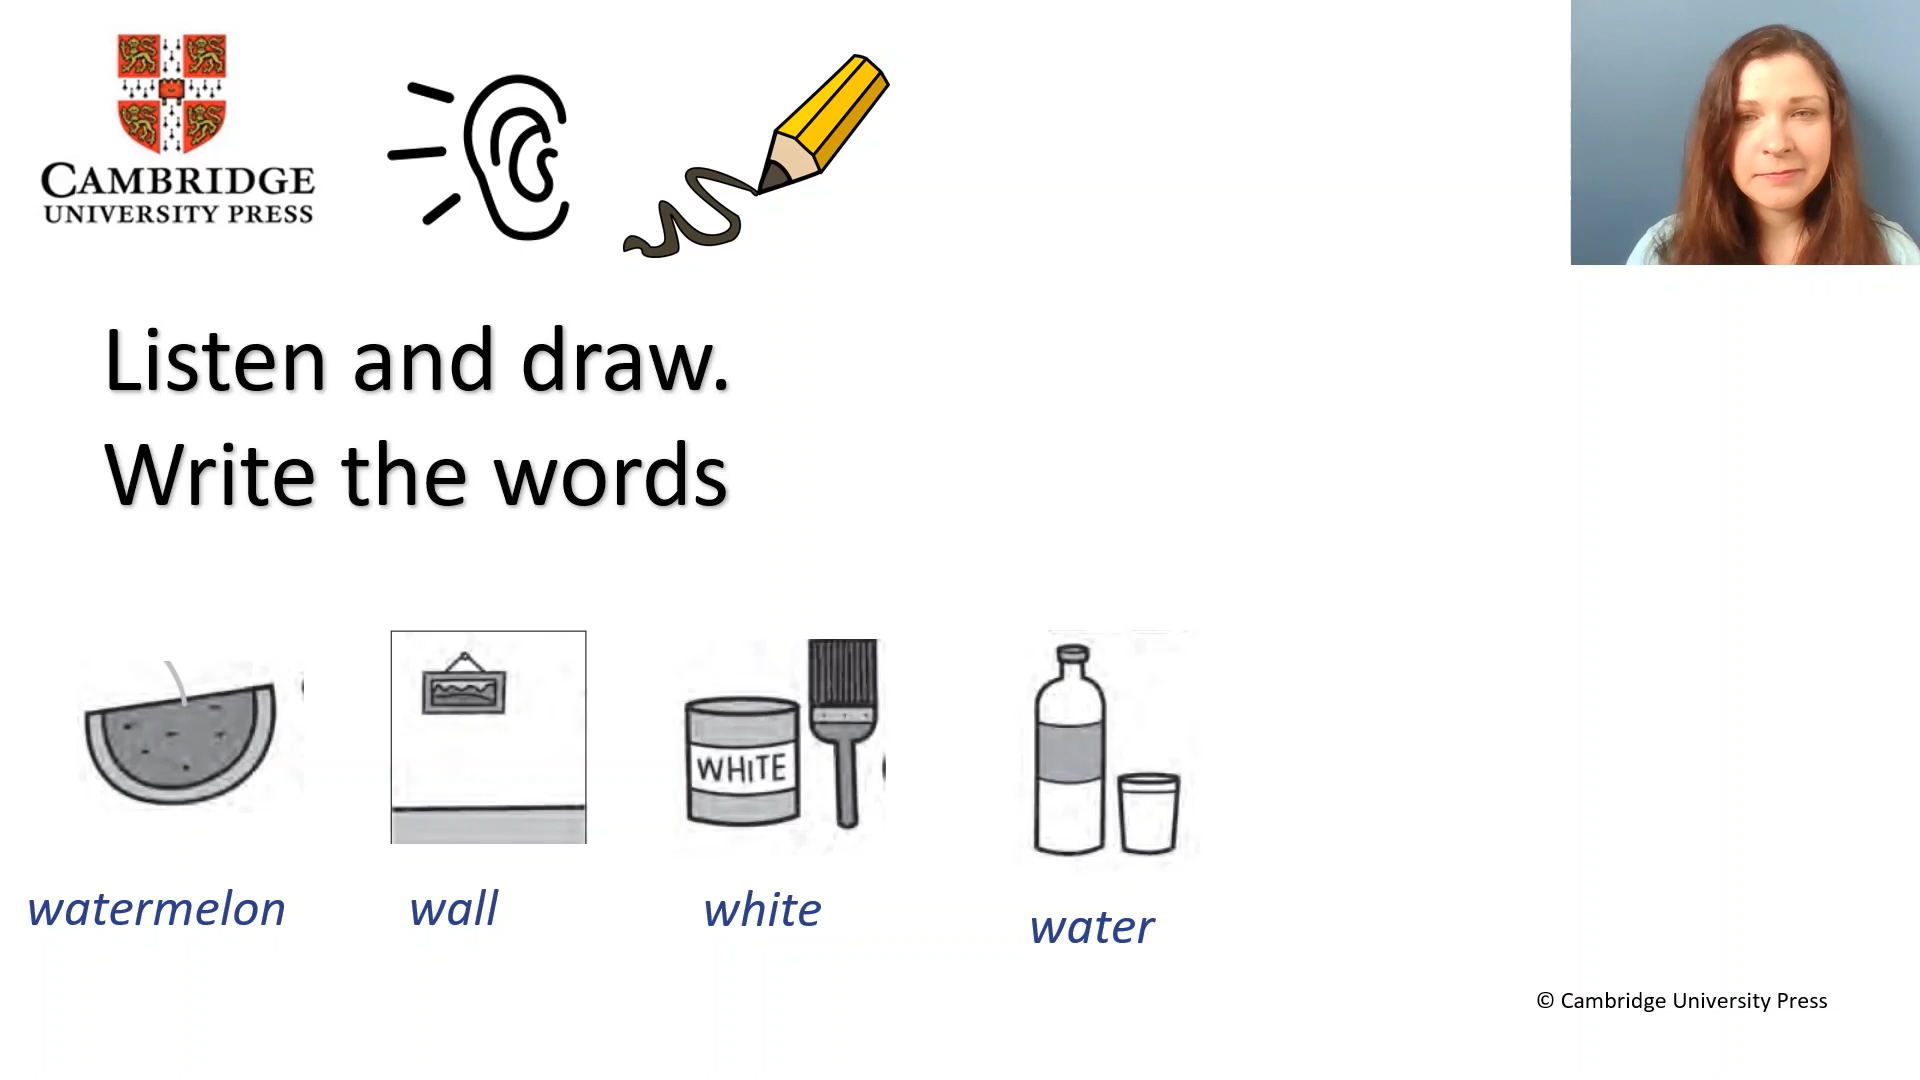 CAMBRIDGE
UNIVERSITY PRESS
Listen and draw.
Write the words
WHITE
watermelon
wall
white
water
© Cambridge University Press